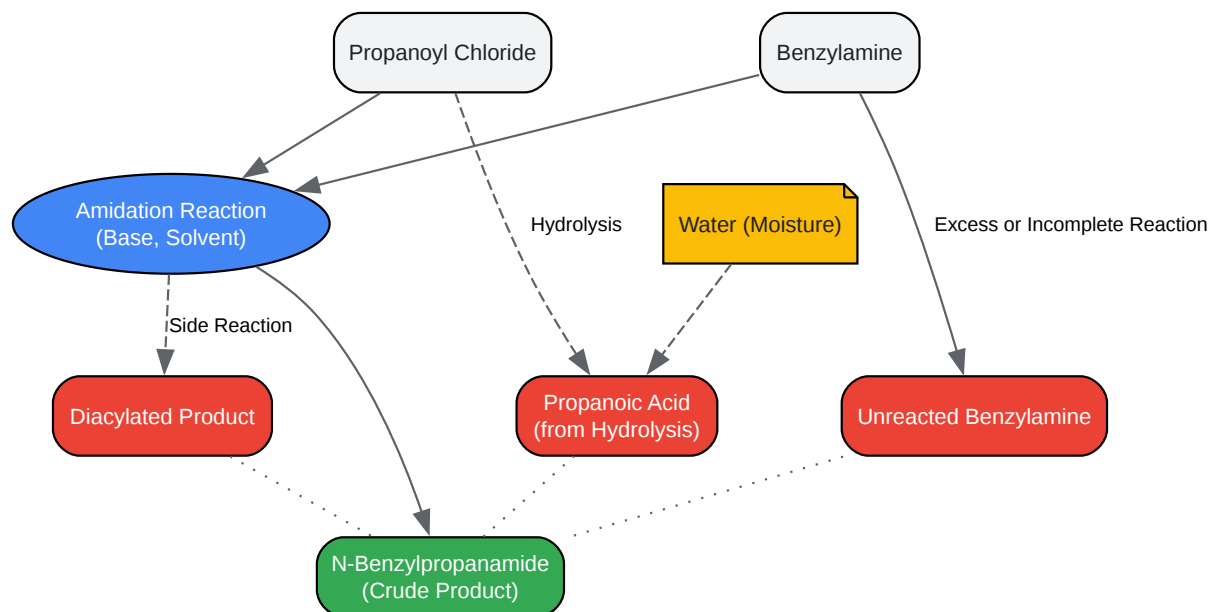 Propanoyl Chloride
Benzylamine
Amidation Reaction
(Base, Solvent)
Hydrolysis
Water (Moisture)
Excess or Incomplete Reaction
Side Reaction
Diacylated Product
Propanoic Acid
(from Hydrolysis)
Unreacted Benzylamine
N-Benzylpropanamide
(Crude Product)